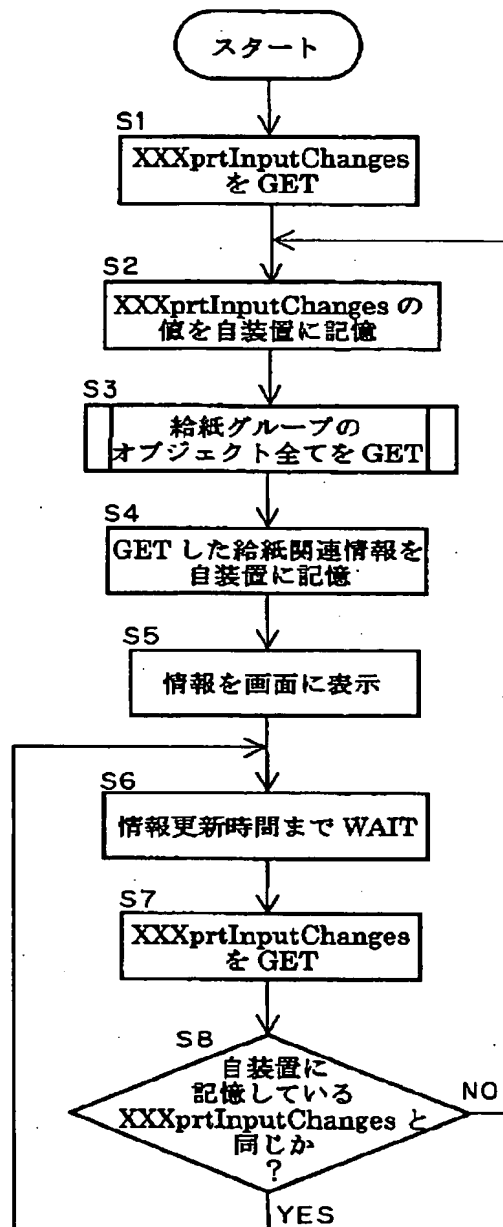 スタート
S1
XXXprtInputChanges
を GET
S2
XXXprtInputChanges の
値を自装置に記憶
S3
給紙グループの
オブジェクト全てを GET
S4
GET した給紙関連情報を
自装置に記憶
S5
情報を画面に表示
S6
情報更新時間まで WAIT
S7
XXXprtInputChanges
を GET
S8
自装置に
記憶している
XXXprtInputChanges と
同じか
?
NO
YES